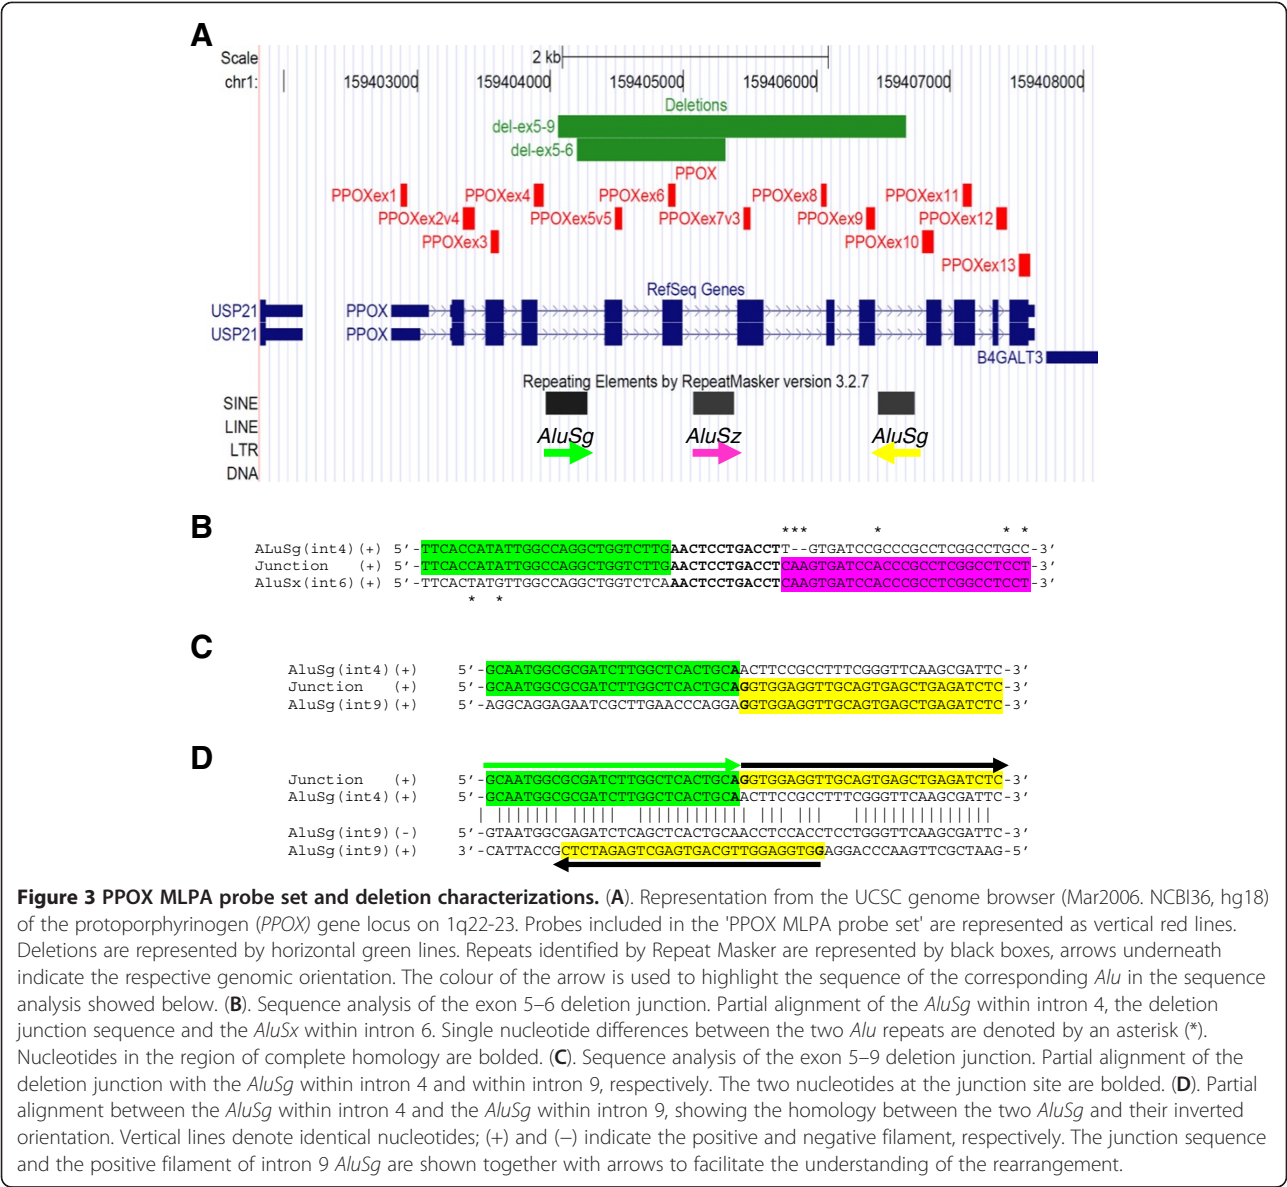 A
Scale 2 kb
chr1: 159403000 159404000 159405000 159406000 159407000 159408000
Deletions
del-ex5-9
del-ex5-6
PPOX
PPOXex1 PPOXex4 PPOXex6 PPOXex8 PPOXex11
PPOXex2v4 PPOXex5v5 PPOXex7v3 PPOXex9 PPOXex12
PPOXex3 PPOXex10
PPOXex13
RefSeq Genes
USP21 PPOX
USP21 PPOX
B4GALT3
Repeating Elements by RepeatMasker version 3.2.7
SINE
LINE
AluSg AluSz AluSg
LTR
DNA
B
*** * * *
ALuSg(int4)(+) 5'-TTCACCATATTGGCCAGGCTGGTCTTGAACTCCTGACCTT--GTGATCCGCCCGCCTCGGCCTGCC-3'
Junction (+) 5'-TTCACCATATTGGCCAGGCTGGTCTTGAACTCCTGACCTCAAGTGATCCACCCGCCTCGGCCTCCT-3'
AluSx(int6)(+) 5'-TTCACTATGTTGGCCAGGCTGGTCTCAAACTCCTGACCTCAAGTGATCCACCCGCCTCGGCCTCCT-3'
* *
C
AluSg(int4)(+) 5'-GCAATGGCGCGATCTTGGCTCACTGCAACTTCCGCCTTTCGGGTTCAAGCGATTC-3'
Junction (+) 5'-GCAATGGCGCGATCTTGGCTCACTGCAGGTGGAGGTTGCAGTGAGCTGAGATCTC-3'
AluSg(int9)(+) 5'-AGGCAGGAGAATCGCTTGAACCCAGGAGGTGGAGGTTGCAGTGAGCTGAGATCTC-3'
D
Junction (+) 5'-GCAATGGCGCGATCTTGGCTCACTGCAGGTGGAGGTTGCAGTGAGCTGAGATCTC-3'
AluSg(int4)(+) 5'-GCAATGGCGCGATCTTGGCTCACTGCAACTTCCGCCTTTCGGGTTCAAGCGATTC-3'
AluSg(int9)(-) 5'-GTAATGGCGAGATCTCAGCTCACTGCAACCTCCACCTCCTGGGTTCAAGCGATTC-3'
AluSg(int9)(+) 3'-CATTACCGCTCTAGAGTCGAGTGACGTTGGAGGTGGAGGACCCAAGTTCGCTAAG-5'
Figure 3 PPOX MLPA probe set and deletion characterizations. (A). Representation from the UCSC genome browser (Mar2006. NCBI36, hg18)
of the protoporphyrinogen (PPOX) gene locus on 1q22-23. Probes included in the 'PPOX MLPA probe set' are represented as vertical red lines.
Deletions are represented by horizontal green lines. Repeats identified by Repeat Masker are represented by black boxes, arrows underneath
indicate the respective genomic orientation. The colour of the arrow is used to highlight the sequence of the corresponding Alu in the sequence
analysis showed below. (B). Sequence analysis of the exon 5–6 deletion junction. Partial alignment of the AluSg within intron 4, the deletion
junction sequence and the AluSx within intron 6. Single nucleotide differences between the two Alu repeats are denoted by an asterisk (*).
Nucleotides in the region of complete homology are bolded. (C). Sequence analysis of the exon 5–9 deletion junction. Partial alignment of the
deletion junction with the AluSg within intron 4 and within intron 9, respectively. The two nucleotides at the junction site are bolded. (D). Partial
alignment between the AluSg within intron 4 and the AluSg within intron 9, showing the homology between the two AluSg and their inverted
orientation. Vertical lines denote identical nucleotides; (+) and (−) indicate the positive and negative filament, respectively. The junction sequence
and the positive filament of intron 9 AluSg are shown together with arrows to facilitate the understanding of the rearrangement.